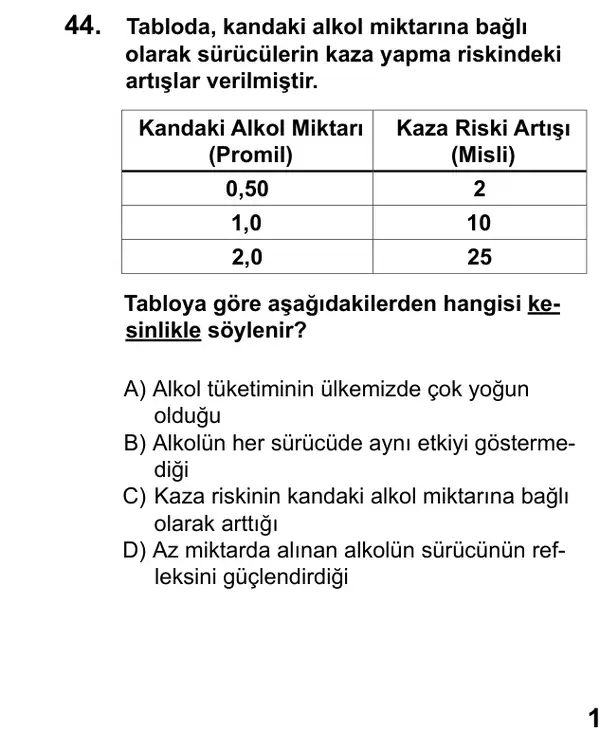 44. Tabloda, kandaki alkol miktarına bağlı
olarak sürücülerin kaza yapma riskindeki
artışlar verilmiştir.
Kandaki Alkol Miktarı Kaza Riski Artışı
(Promil) (Misli)
0,50 2
1,0 10
2,0 25
Tabloya göre aşağıdakilerden hangisi ke-
sinlikle söylenir?
A) Alkol tüketiminin ülkemizde çok yoğun
olduğu
B) Alkolün her sürücüde aynı etkiyi gösterme-
diği
C) Kaza riskinin kandaki alkol miktarına bağlı
olarak arttığı
D) Az miktarda alınan alkolün sürücünün ref-
leksini güçlendirdiği
1